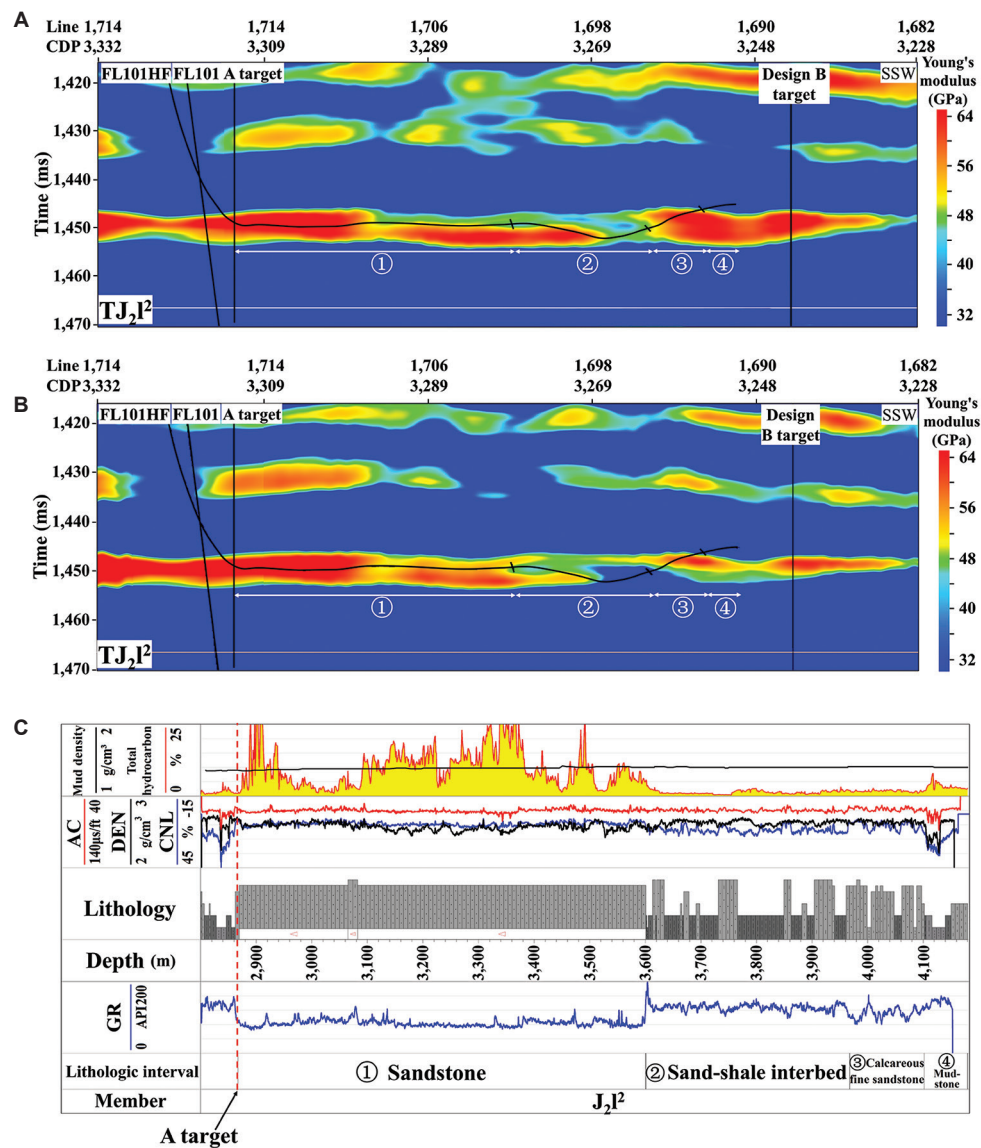 A
Line 1,714 1,714 1,706 1,698 1,690 1,682
CDP 3,332 3,309 3,289 3,269 3,248 3,228
FL101HF FL101 A target
Design B
target
SSW
Young's
modulus
(GPa)
Time (ms)
1,420
1,430
1,440
1,450
1,460
1,470
64
56
48
40
32
① ② ③ ④
TJ₂l²
B
Line 1,714 1,714 1,706 1,698 1,690 1,682
CDP 3,332 3,309 3,289 3,269 3,248 3,228
FL101HF FL101 A target
Design
B target
SSW
Young's
modulus
(GPa)
Time (ms)
1,420
1,430
1,440
1,450
1,460
1,470
64
56
48
40
32
① ② ③ ④
TJ₂l²
C
Mud density
1 g/cm³ 2
Total
hydrocarbon
0 % 25
AC
140μs/ft 40
DEN
2 g/cm³ 3
CNL
45 % -15
Lithology
Depth (m)
2,900 3,000 3,100 3,200 3,300 3,400 3,500 3,600 3,700 3,800 3,900 4,000 4,100
GR
0 API200
Lithologic interval
① Sandstone
② Sand-shale interbed
③ Calcareous
fine sandstone
④
Mud-
stone
Member
J₂l²
A target